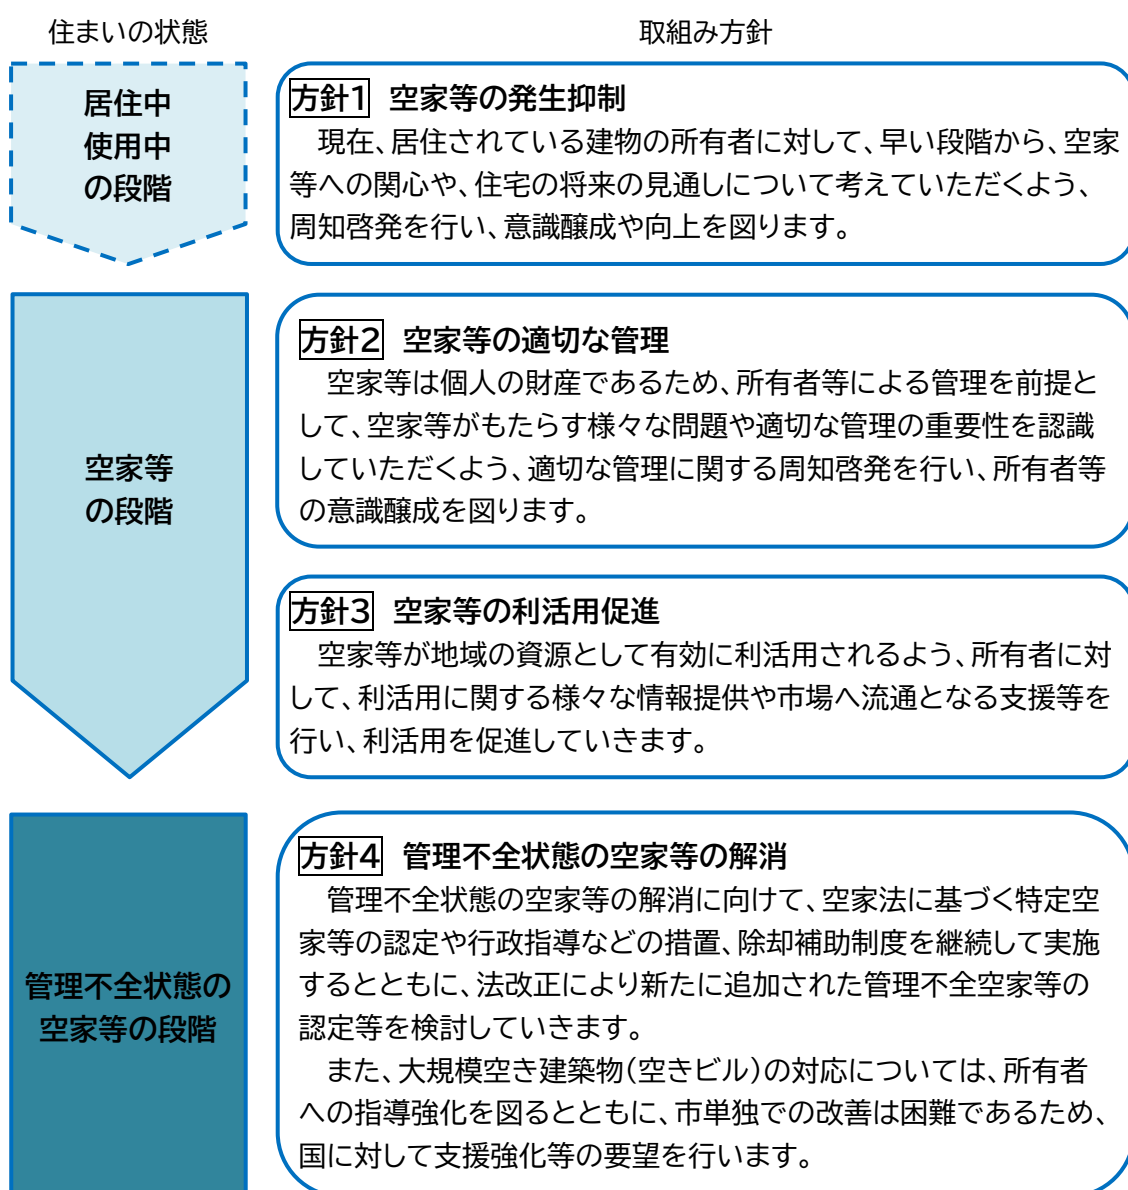 住まいの状態
取組み方針
居住中
使用中
の段階
方針1 空家等の発生抑制
現在、居住されている建物の所有者に対して、早い段階から、空家
等への関心や、住宅の将来の見通しについて考えていただくよう、
周知啓発を行い、意識醸成や向上を図ります。
空家等
の段階
方針2 空家等の適切な管理
空家等は個人の財産であるため、所有者等による管理を前提と
して、空家等がもたらす様々な問題や適切な管理の重要性を認識
していただくよう、適切な管理に関する周知啓発を行い、所有者等
の意識醸成を図ります。
方針3 空家等の利活用促進
空家等が地域の資源として有効に利活用されるよう、所有者に対
して、利活用に関する様々な情報提供や市場へ流通となる支援等を
行い、利活用を促進していきます。
管理不全状態の
空家等の段階
方針4 管理不全状態の空家等の解消
管理不全状態の空家等の解消に向けて、空家法に基づく特定空
家等の認定や行政指導などの措置、除却補助制度を継続して実施
するとともに、法改正により新たに追加された管理不全空家等の
認定等を検討していきます。
また、大規模空き建築物(空きビル)の対応については、所有者
への指導強化を図るとともに、市単独での改善は困難であるため、
国に対して支援強化等の要望を行います。